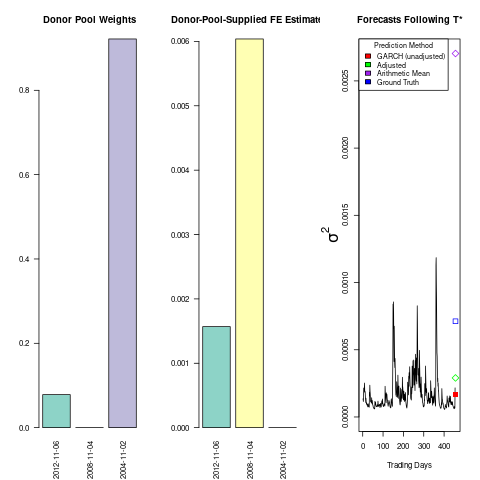 Donor Pool Weights
0.0
0.2
0.4
0.6
0.8
2012-11-06
2008-11-04
2004-11-02
Donor-Pool-Supplied FE Estimate
0.000
0.001
0.002
0.003
0.004
0.005
0.006
2012-11-06
2008-11-04
2004-11-02
Forecasts Following T*
Prediction Method
GARCH (unadjusted)
Adjusted
Arithmetic Mean
Ground Truth
σ2
0.0000
0.0005
0.0010
0.0015
0.0020
0.0025
0 100 200 300 400
Trading Days